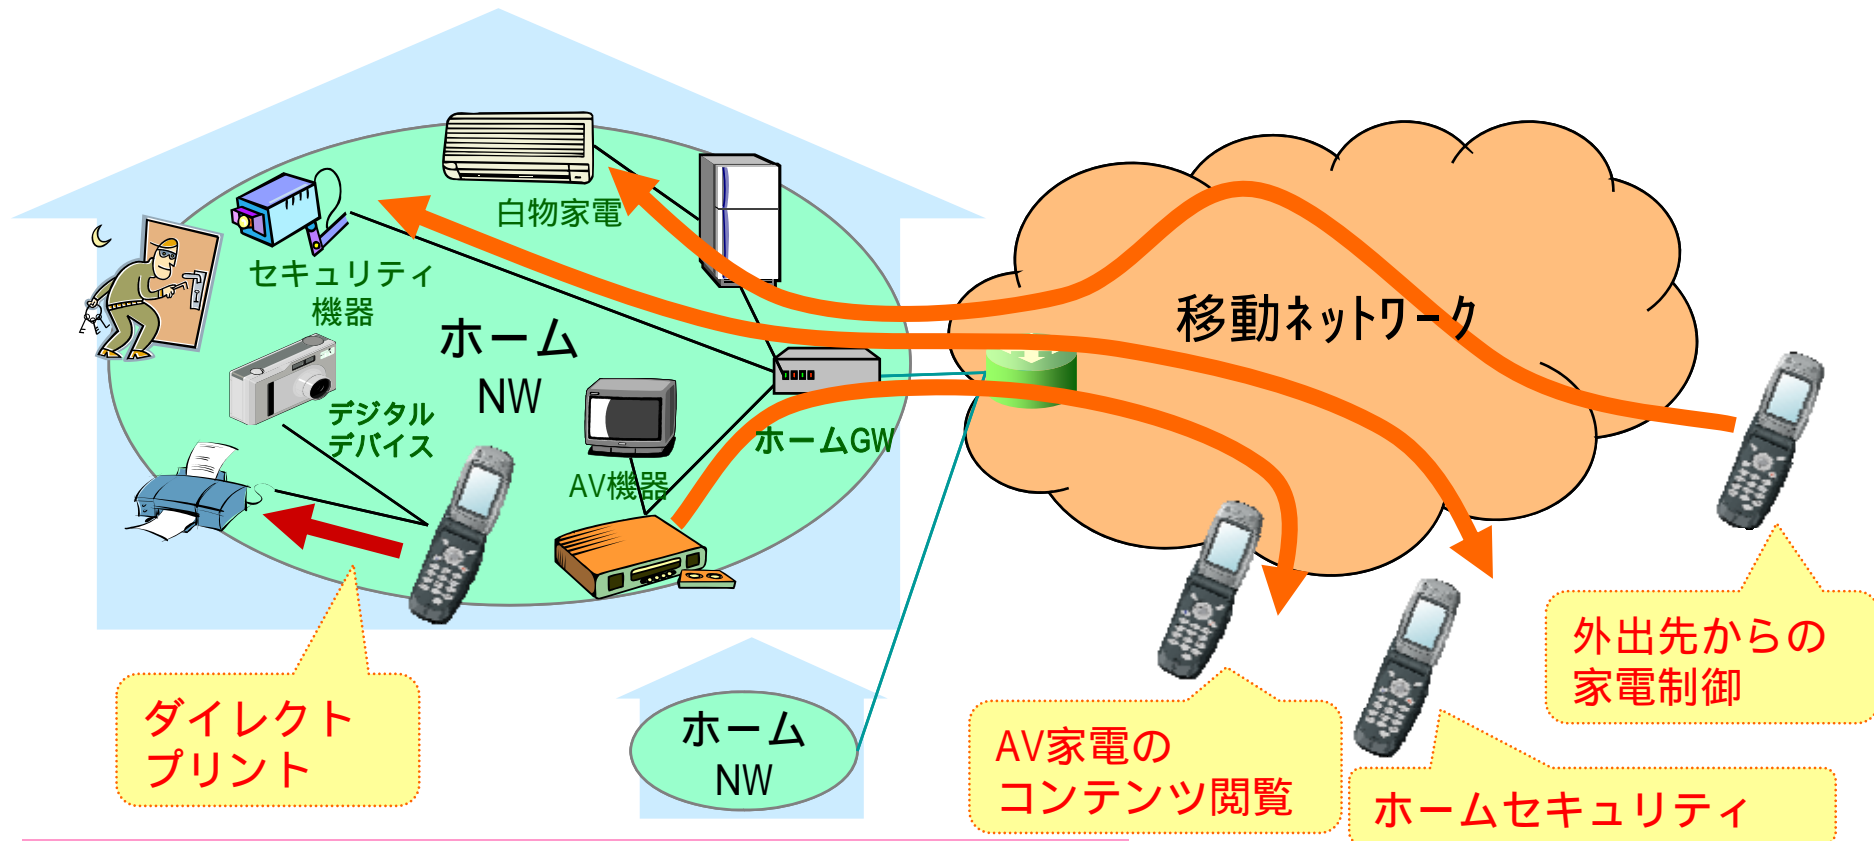 白物家電
セキュリティ
機器
ホーム
NW
移動ネットワーク
デジタル
デバイス
AV機器
ホームGW
ダイレクト
プリント
ホーム
NW
AV家電の
コンテンツ閲覧
ホームセキュリティ
外出先からの
家電制御